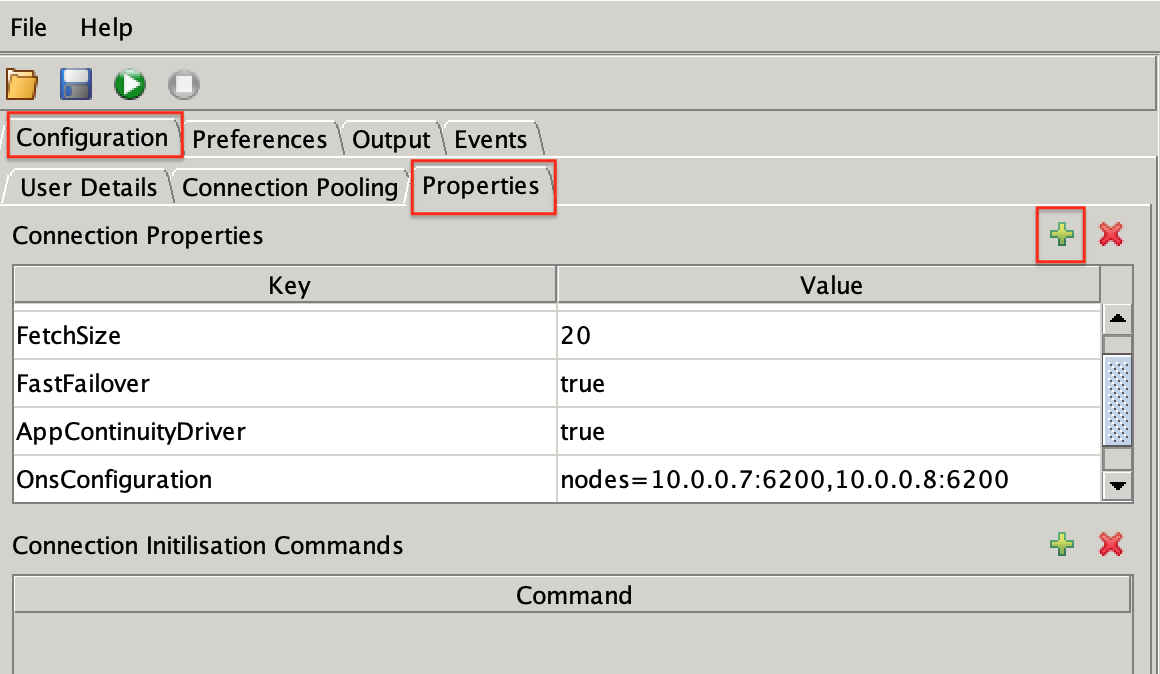 File Help
Configuration Preferences Output Events
User Details Connection Pooling Properties
Connection Properties
Key Value
FetchSize 20
FastFailover true
AppContinuityDriver true
OnsConfiguration nodes=10.0.0.7:6200,10.0.0.8:6200
Connection Initilisation Commands
Command